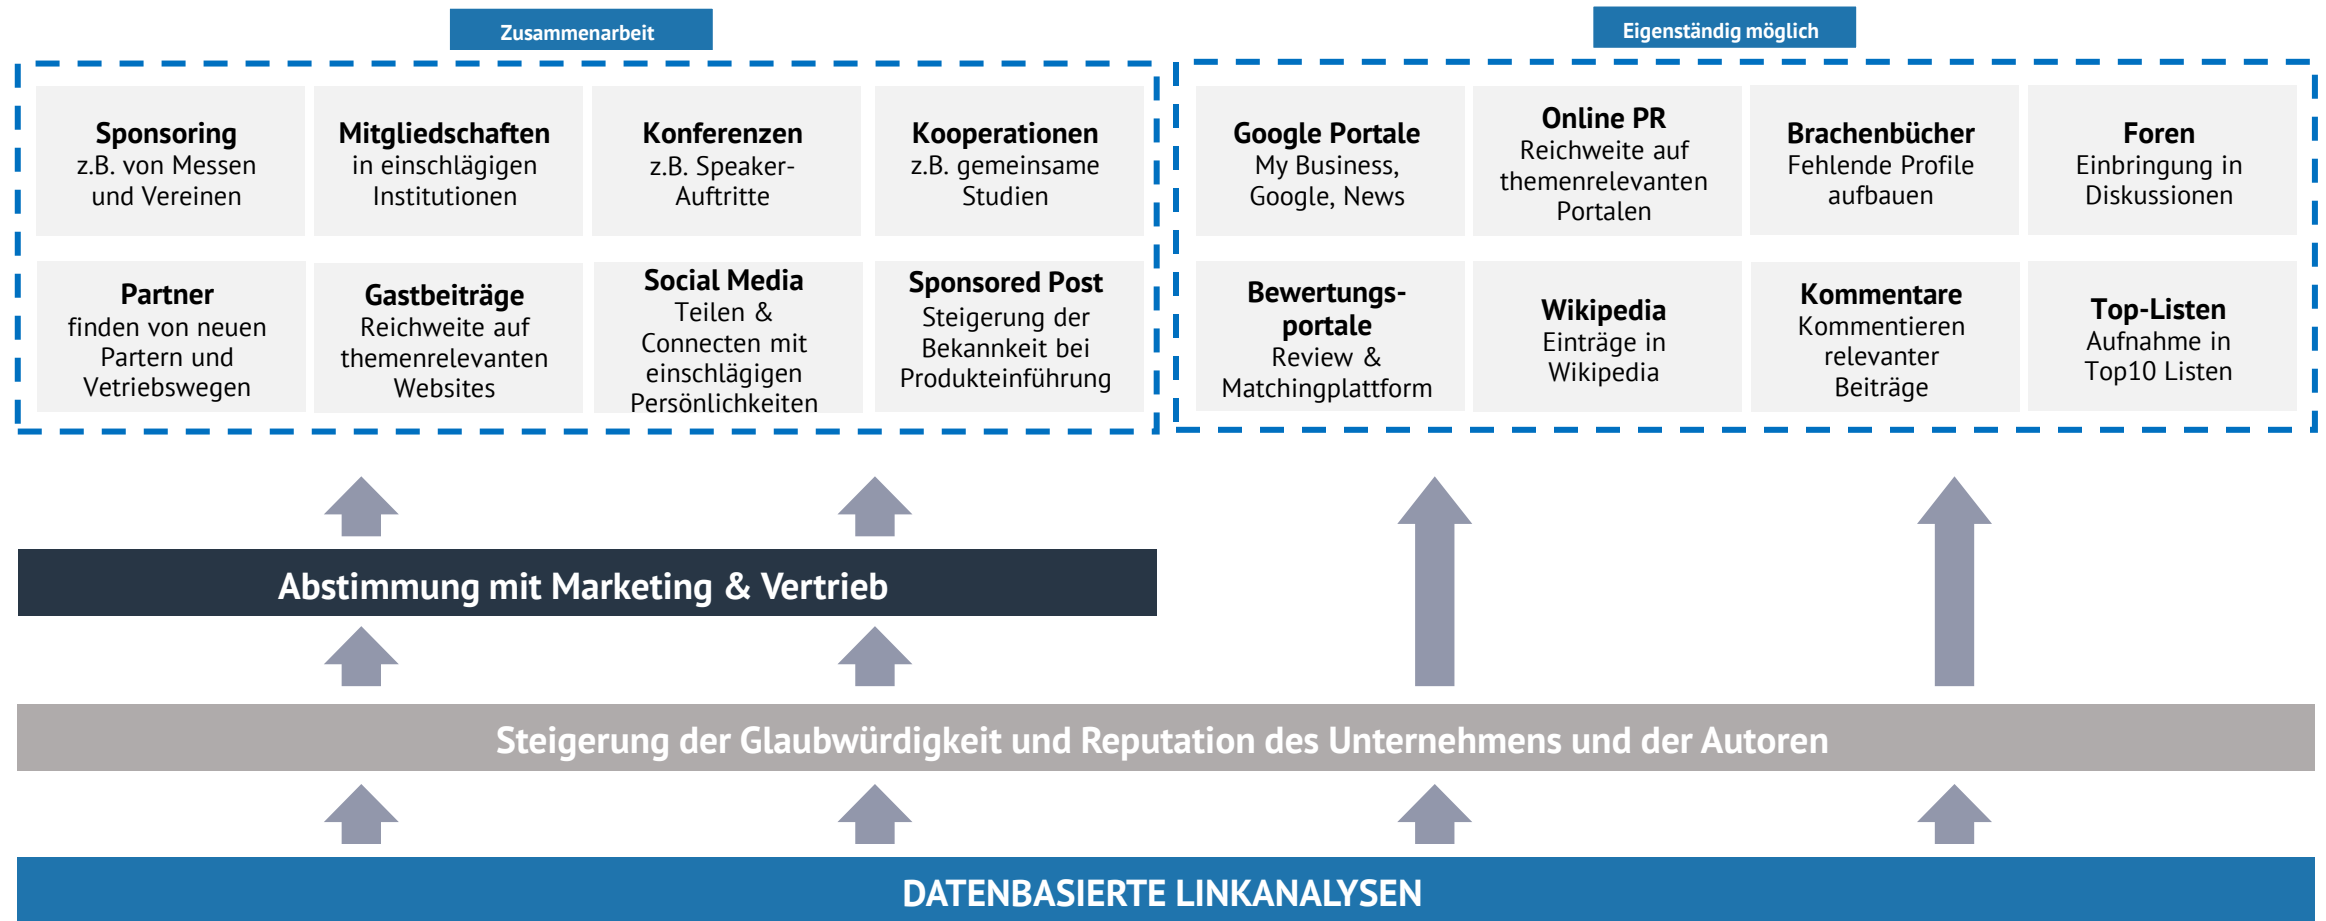 Zusammenarbeit
Eigenständig möglich
Sponsoring
z.B. von Messen
und Vereinen
Mitgliedschaften
in einschlägigen
Institutionen
Konferenzen
z.B. Speaker-
Auftritte
Kooperationen
z.B. gemeinsame
Studien
Google Portale
My Business,
Google, News
Online PR
Reichweite auf
themenrelevanten
Portalen
Brachenbücher
Fehlende Profile
aufbauen
Foren
Einbringung in
Diskussionen
Partner
finden von neuen
Partern und
Vetriebswegen
Gastbeiträge
Reichweite auf
themenrelevanten
Websites
Social Media
Teilen &
Connecten mit
einschlägigen
Persönlichkeiten
Sponsored Post
Steigerung der
Bekannkeit bei
Produkteinführung
Bewertungs-
portale
Review &
Matchingplattform
Wikipedia
Einträge in
Wikipedia
Kommentare
Kommentieren
relevanter
Beiträge
Top-Listen
Aufnahme in
Top10 Listen
Abstimmung mit Marketing & Vertrieb
Steigerung der Glaubwürdigkeit und Reputation des Unternehmens und der Autoren
DATENBASIERTE LINKANALYSEN